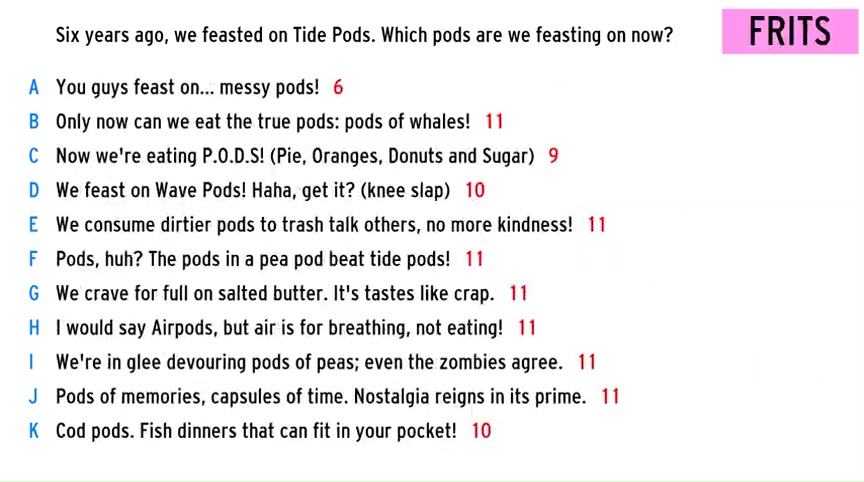 Six years ago, we feasted on Tide Pods. Which pods are we feasting on now?
FRITS
A You guys feast on... messy pods! 6
B Only now can we eat the true pods: pods of whales! 11
C Now we're eating P.O.D.S! (Pie, Oranges, Donuts and Sugar) 9
D We feast on Wave Pods! Haha, get it? (knee slap) 10
E We consume dirtier pods to trash talk others, no more kindness! 11
F Pods, huh? The pods in a pea pod beat tide pods! 11
G We crave for full on salted butter. It's tastes like crap. 11
H I would say Airpods, but air is for breathing, not eating! 11
I We're in glee devouring pods of peas; even the zombies agree. 11
J Pods of memories, capsules of time. Nostalgia reigns in its prime. 11
K Cod pods. Fish dinners that can fit in your pocket! 10